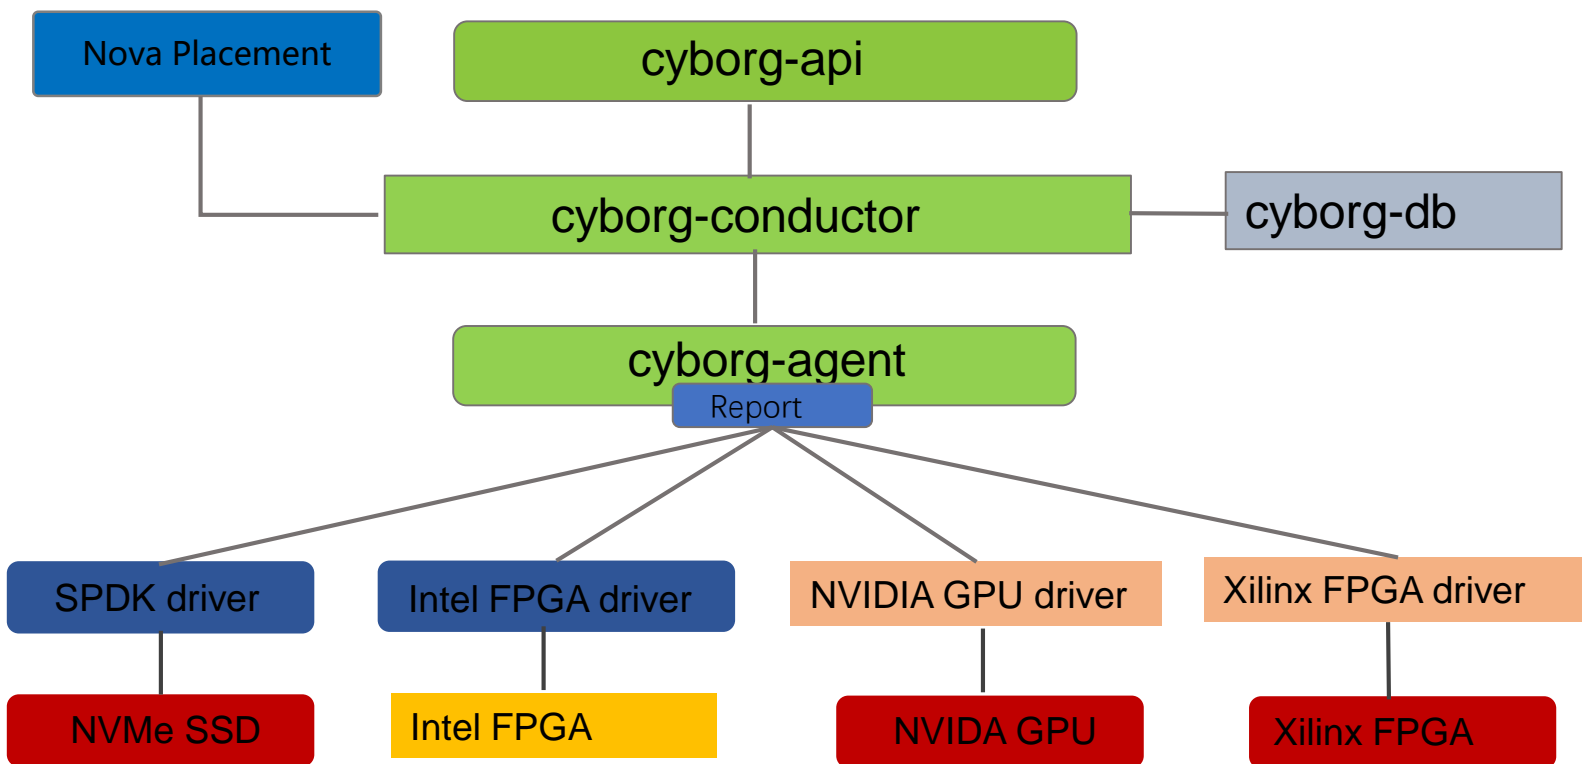 Nova Placement
cyborg-api
cyborg-conductor
cyborg-db
cyborg-agent
Report
SPDK driver
Intel FPGA driver
NVIDIA GPU driver
Xilinx FPGA driver
NVMe SSD
Intel FPGA
NVIDA GPU
Xilinx FPGA